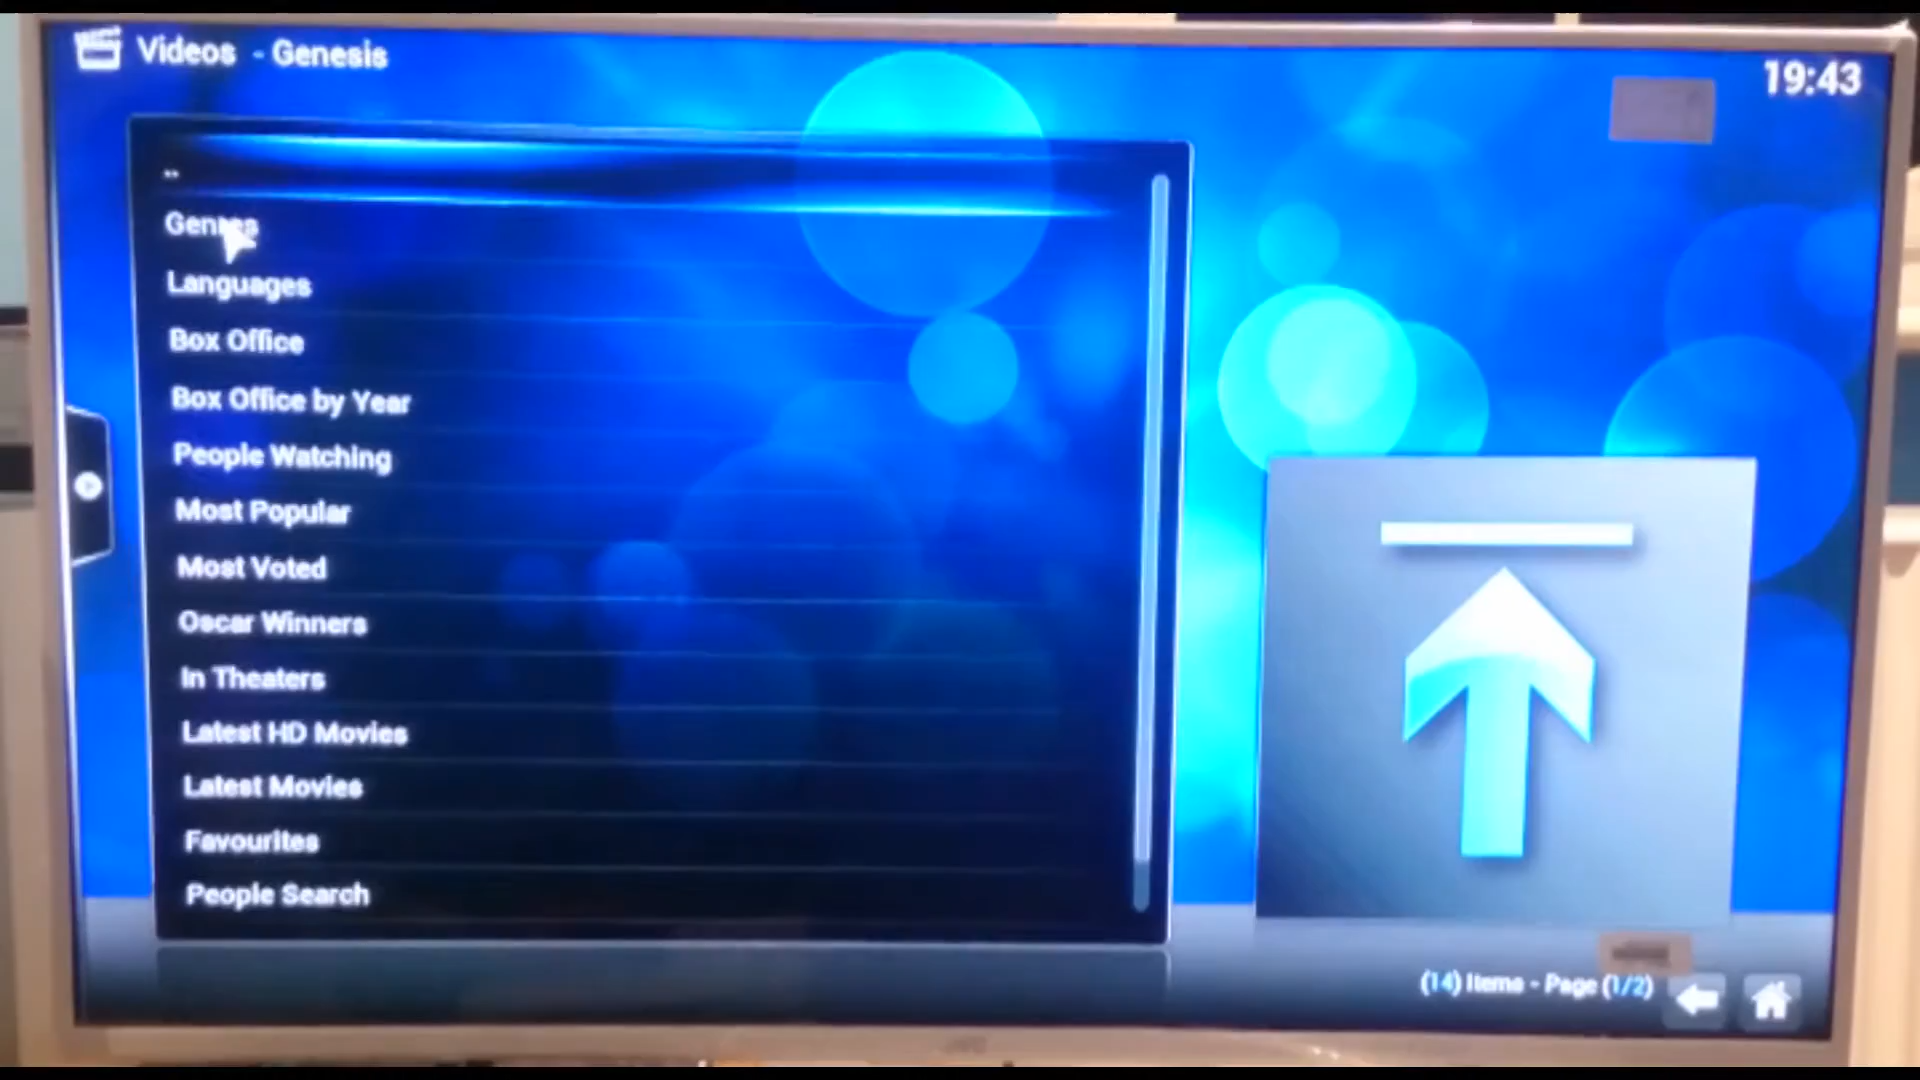 Videos - Genesis
19:43
..
Genres
Languages
Box Office
Box Office by Year
People Watching
Most Popular
Most Voted
Oscar Winners
In Theaters
Latest HD Movies
Latest Movies
Favourites
People Search
(14) Items - Page (1/2)